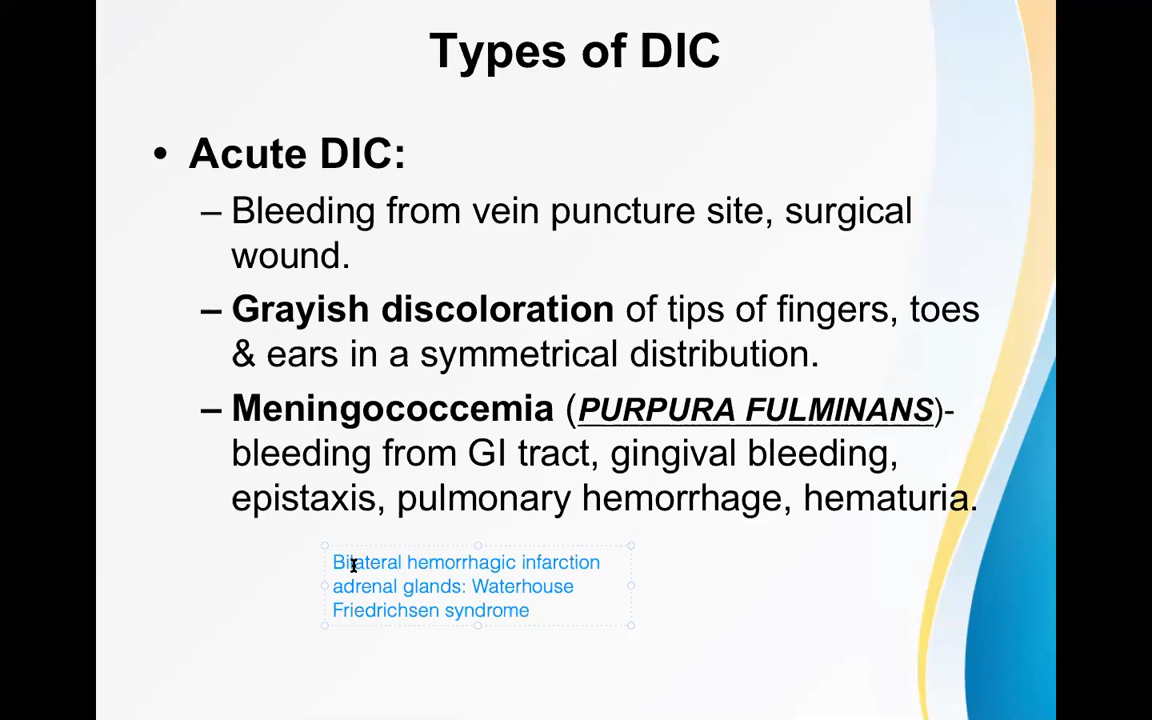 Types of DIC
• Acute DIC:
– Bleeding from vein puncture site, surgical
wound.
– Grayish discoloration of tips of fingers, toes
& ears in a symmetrical distribution.
– Meningococcemia (PURPURA FULMINANS)-
bleeding from GI tract, gingival bleeding,
epistaxis, pulmonary hemorrhage, hematuria.
Bilateral hemorrhagic infarction
adrenal glands: Waterhouse
Friedrichsen syndrome